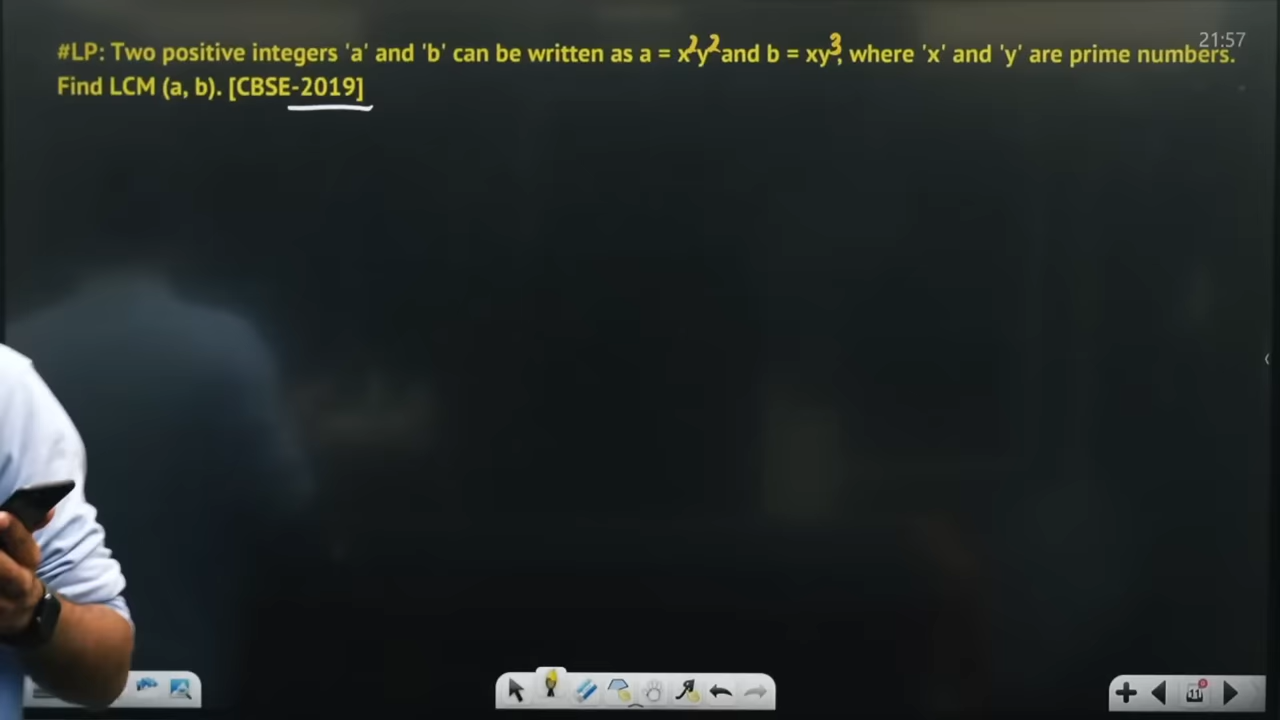 21:57
#LP: Two positive integers 'a' and 'b' can be written as a = x²y² and b = xy³, where 'x' and 'y' are prime numbers.
Find LCM (a, b). [CBSE-2019]
11